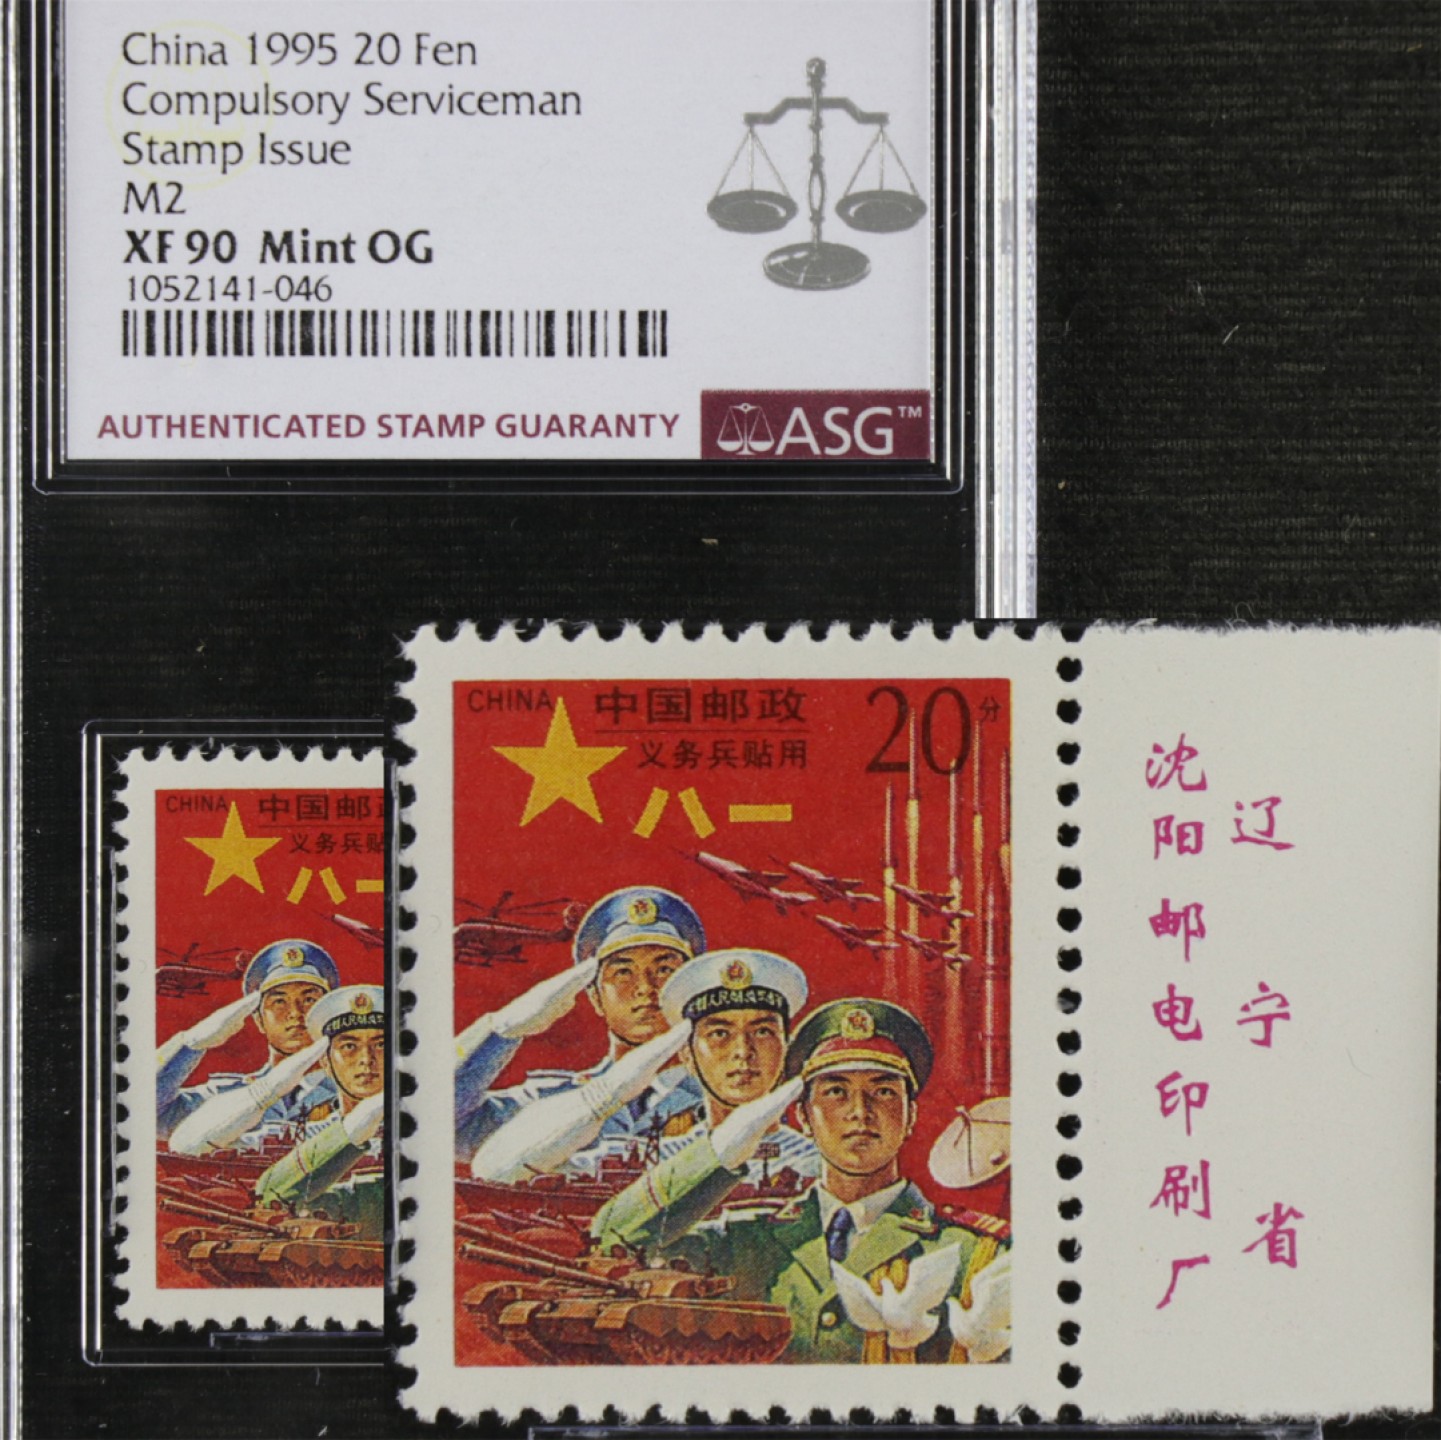 China 1995 20 Fen
Compulsory Serviceman
Stamp Issue
M2
XF 90 Mint OG
1052141-046
AUTHENTICATED STAMP GUARANTY
ASG™
CHINA 中国邮
义务兵贴
八一
CHINA 中国邮政 20分
义务兵贴用
八一
辽宁省
沈阳邮电印刷厂